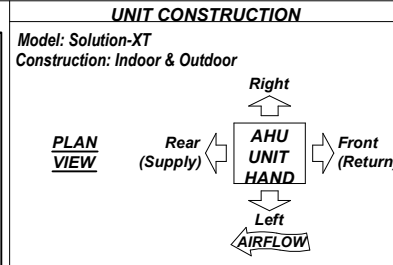 UNIT CONSTRUCTION
Model: Solution-XT
Construction: Indoor & Outdoor
Right
PLAN
VIEW
Rear
(Supply)
AHU
UNIT
HAND
Front
(Return)
Left
AIRFLOW